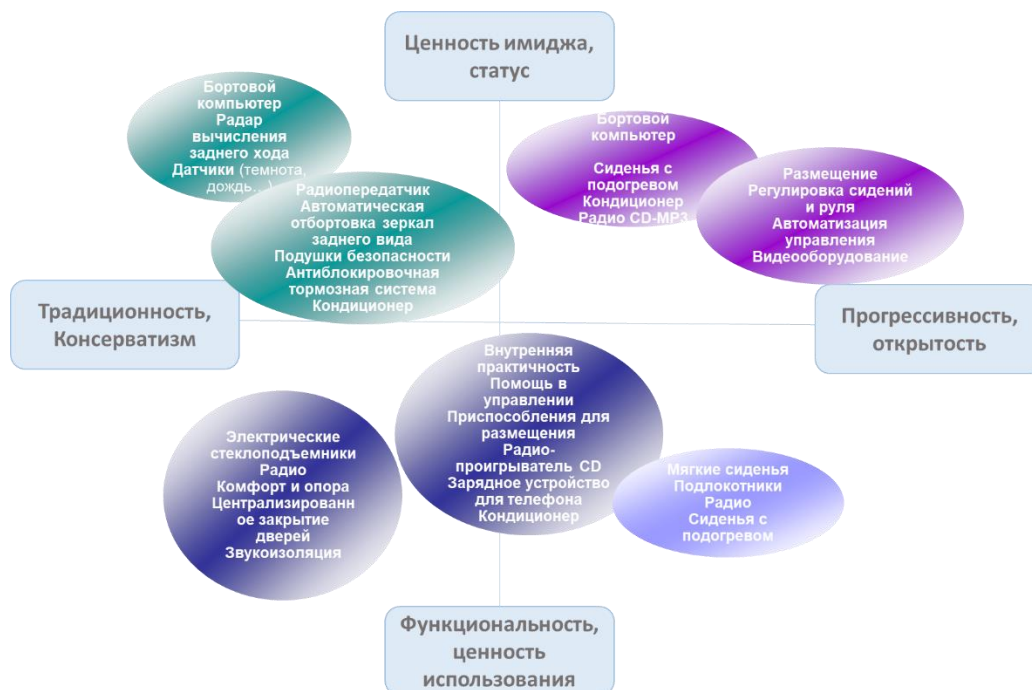 Ценность имиджа,
статус
Бортовой
компьютер
Радар
вычисления
заднего хода
Датчики (темнота,
дождь…)
Радиопередатчик
Автоматическая
отбортовка зеркал
заднего вида
Подушки безопасности
Антиблокировочная
тормозная система
Кондиционер
Бортовой
компьютер
Сиденья с
подогревом
Кондиционер
Радио CD-MP3
Размещение
Регулировка сидений
и руля
Автоматизация
управления
Видеооборудование
Традиционность,
Консерватизм
Прогрессивность,
открытость
Внутренняя
практичность
Помощь в
управлении
Приспособления для
размещения
Радио-
проигрыватель CD
Зарядное устройство
для телефона
Кондиционер
Электрические
стеклоподъемники
Радио
Комфорт и опора
Централизированн
ое закрытие
дверей
Звукоизоляция
Мягкие сиденья
Подлокотники
Радио
Сиденья с
подогревом
Функциональность,
ценность
использования